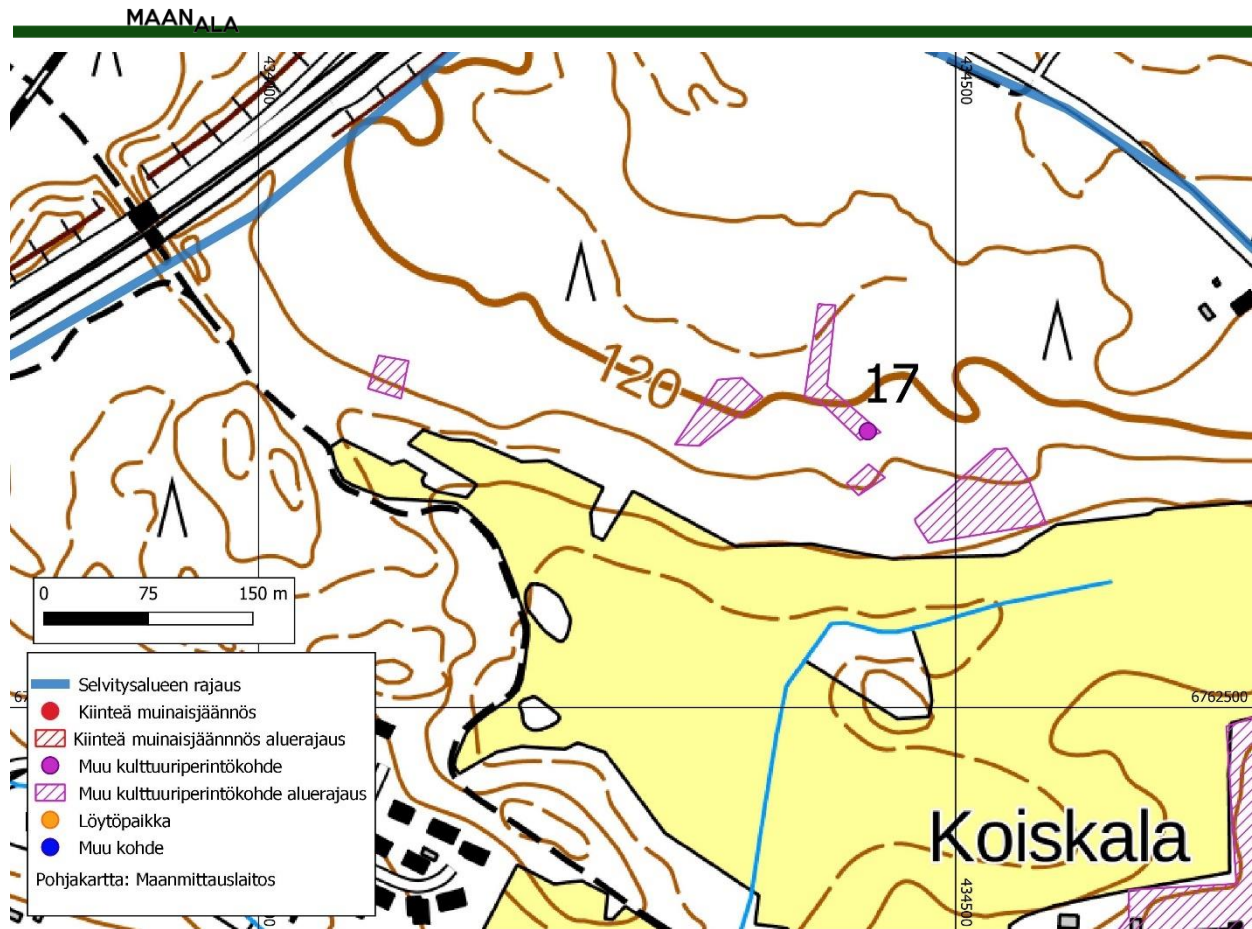 MAANALA
434500
120
17
0 75 150 m
Selvitysalueen rajaus
Kiinteä muinaisjäännös
Kiinteä muinaisjäännnös aluerajaus
Muu kulttuuriperintökohde
Muu kulttuuriperintökohde aluerajaus
Löytöpaikka
Muu kohde
Pohjakartta: Maanmittauslaitos
6762500
Koiskala
434500